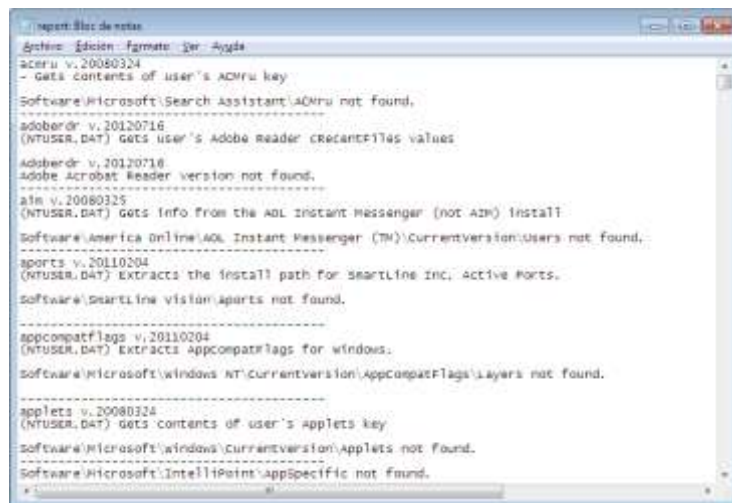 report: Bloc de notas
Archivo Edición Formato Ver Ayuda
acmru v.20080324
- Gets contents of user's ACMru key
Software\Microsoft\Search Assistant\ACMru not found.
----------------------------------------
adoberdr v.20120716
(NTUSER.DAT) Gets user's Adobe Reader cRecentFiles values
Adoberdr v.20120716
Adobe Acrobat Reader version not found.
----------------------------------------
aim v.20080325
(NTUSER.DAT) Gets info from the AOL Instant Messenger (not AIM) install
Software\America Online\AOL Instant Messenger (TM)\CurrentVersion\Users not found.
----------------------------------------
aports v.20110204
(NTUSER.DAT) Extracts the install path for SmartLine Inc. Active Ports.
Software\SmartLine Vision\aports not found.
----------------------------------------
appcompatflags v.20110204
(NTUSER.DAT) Extracts AppCompatFlags for Windows.
Software\Microsoft\Windows NT\CurrentVersion\AppCompatFlags\Layers not found.
----------------------------------------
applets v.20080324
(NTUSER.DAT) Gets contents of user's Applets key
Software\Microsoft\Windows\CurrentVersion\Applets not found.
----------------------------------------
Software\Microsoft\IntelliPoint\AppSpecific not found.